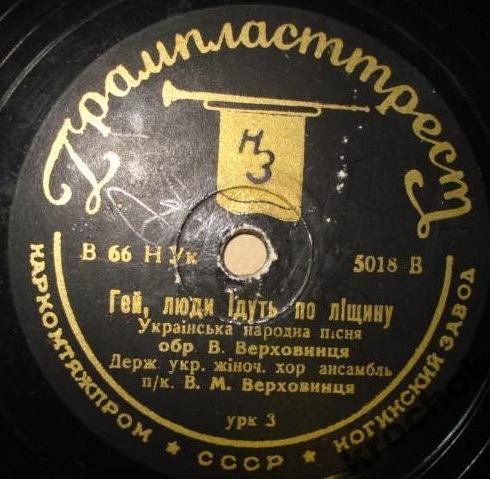 Грампласттрест
НЗ
В 66 Н Ук
5018 В
Гей, люди ідуть по ліщину
Українська народна пісня
обр. В. Верховинця
Держ укр. жіноч. хор ансамбль
п/к. В. М. Верховинця
урк 3
НАРКОМТЯЖПРОМ ★ СССР ★ НОГИНСКИЙ ЗАВОД